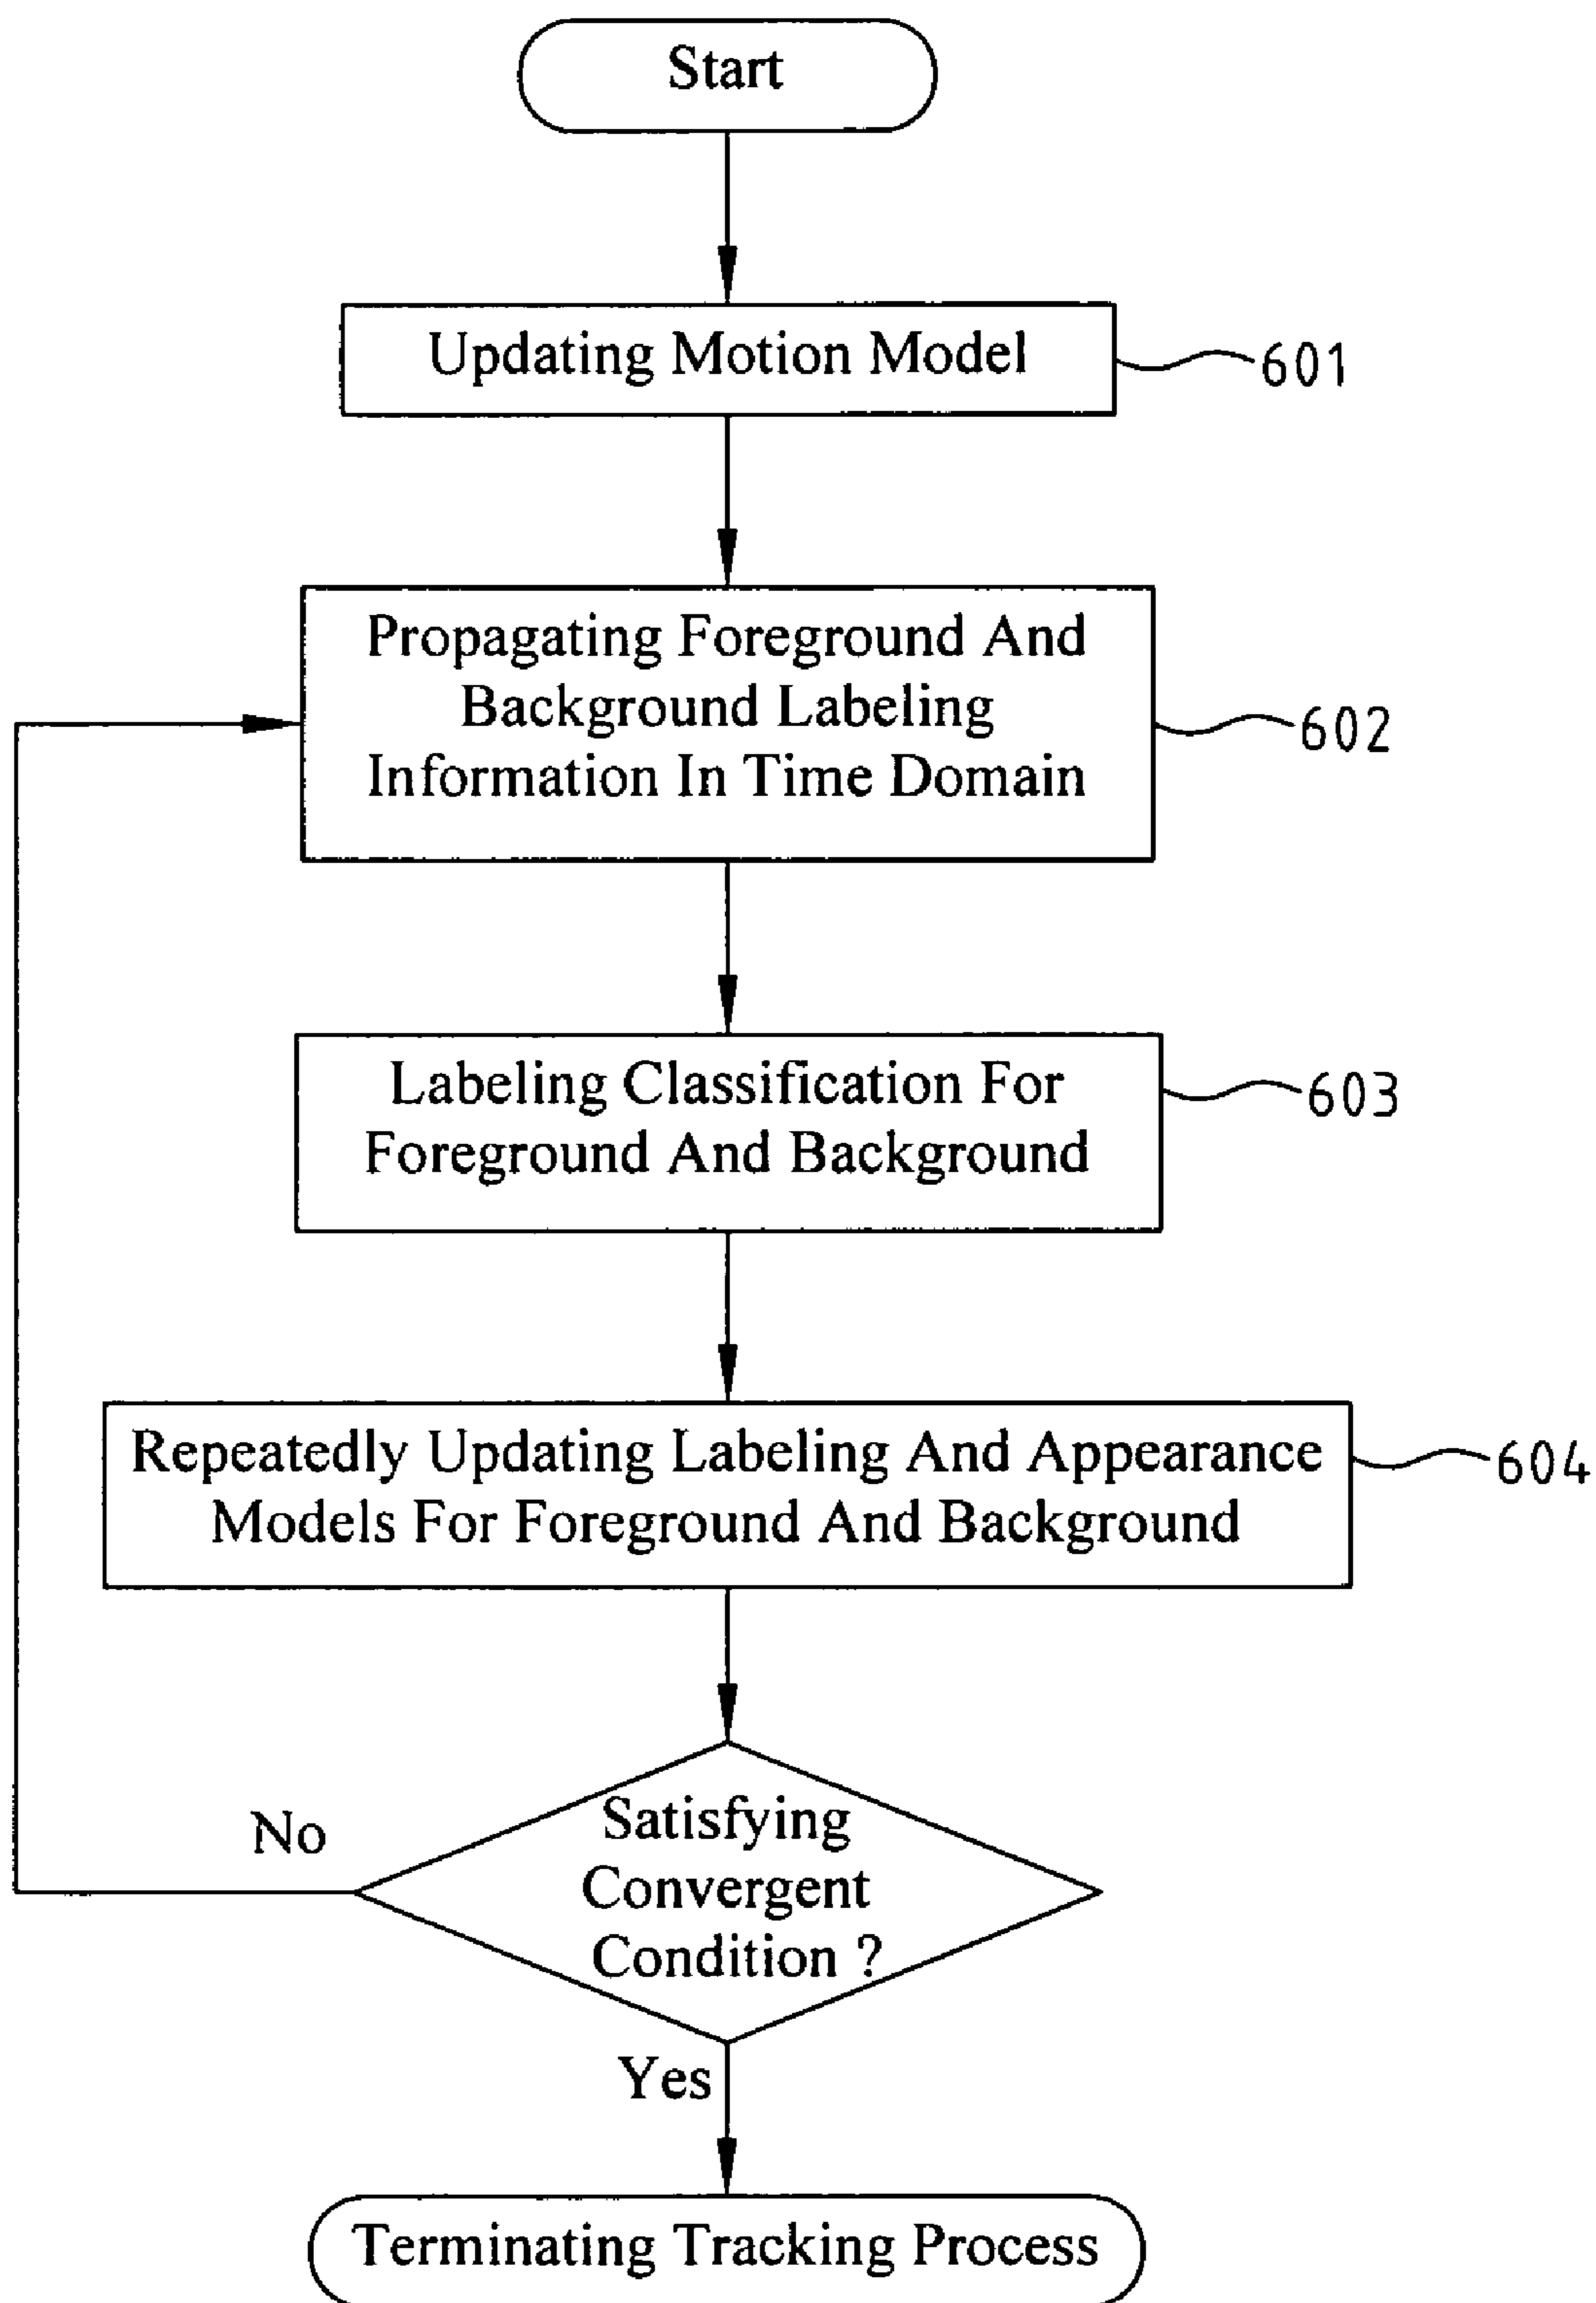 Start
Updating Motion Model
601
Propagating Foreground And
Background Labeling
Information In Time Domain
602
Labeling Classification For
Foreground And Background
603
Repeatedly Updating Labeling And Appearance
Models For Foreground And Background
604
Satisfying
Convergent
Condition ?
No
Yes
Terminating Tracking Process